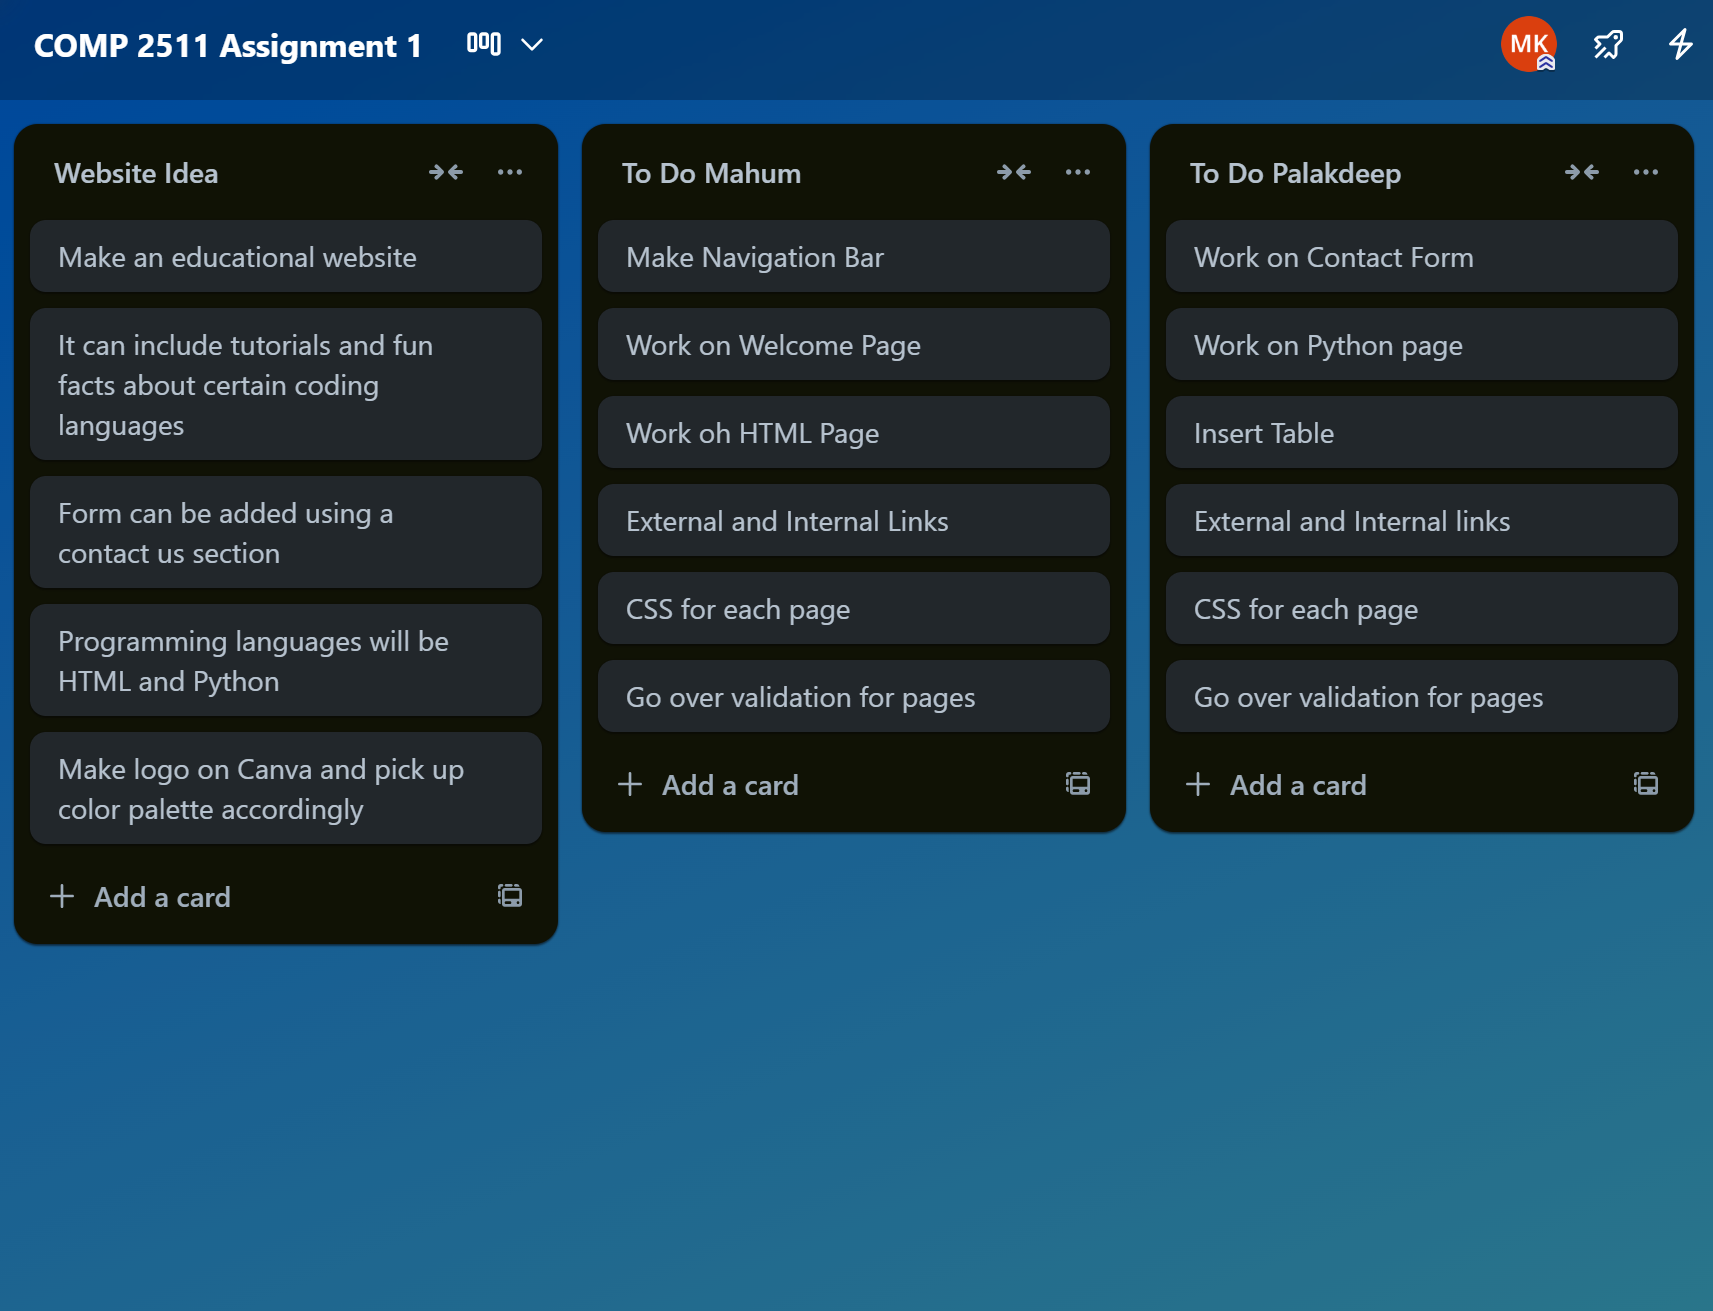 COMP 2511 Assignment 1
MK
Website Idea
Make an educational website
It can include tutorials and fun
facts about certain coding
languages
Form can be added using a
contact us section
Programming languages will be
HTML and Python
Make logo on Canva and pick up
color palette accordingly
Add a card
To Do Mahum
Make Navigation Bar
Work on Welcome Page
Work oh HTML Page
External and Internal Links
CSS for each page
Go over validation for pages
Add a card
To Do Palakdeep
Work on Contact Form
Work on Python page
Insert Table
External and Internal links
CSS for each page
Go over validation for pages
Add a card